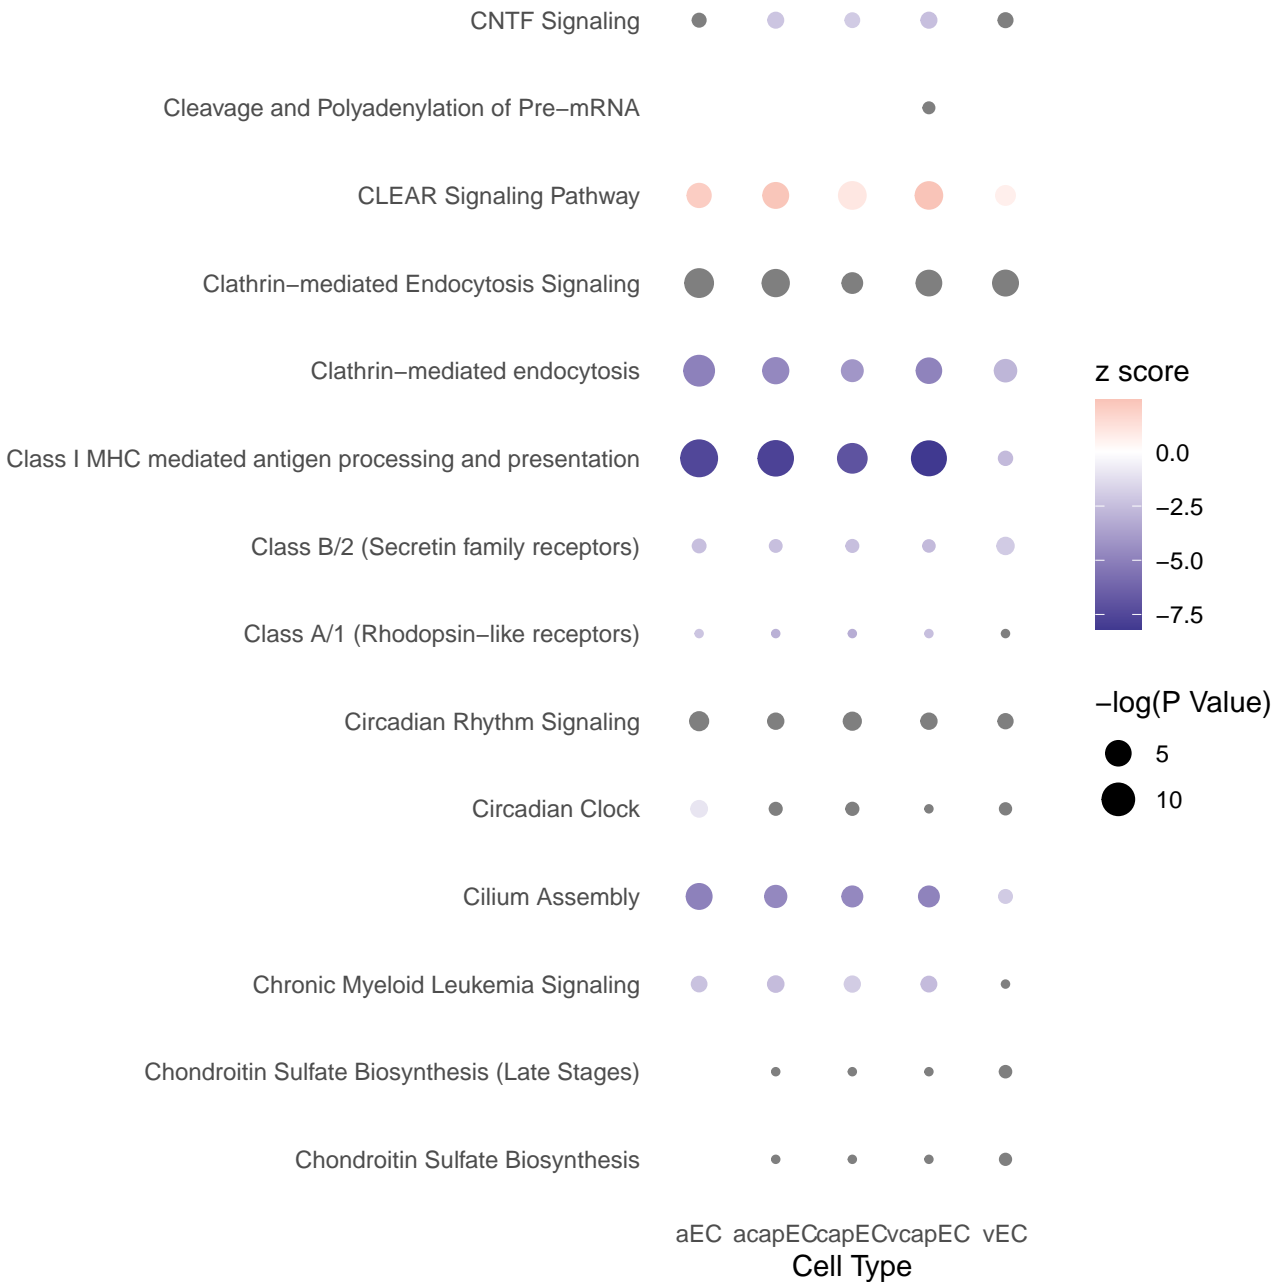 CNTF Signaling
Cleavage and Polyadenylation of Pre−mRNA
CLEAR Signaling Pathway
Clathrin−mediated Endocytosis Signaling
Clathrin−mediated endocytosis
Class I MHC mediated antigen processing and presentation
Class B/2 (Secretin family receptors)
Class A/1 (Rhodopsin−like receptors)
Circadian Rhythm Signaling
Circadian Clock
Cilium Assembly
Chronic Myeloid Leukemia Signaling
Chondroitin Sulfate Biosynthesis (Late Stages)
Chondroitin Sulfate Biosynthesis
aEC acapEC capEC vcapEC vEC
Cell Type
z score
0.0
−2.5
−5.0
−7.5
−log(P Value)
5
10